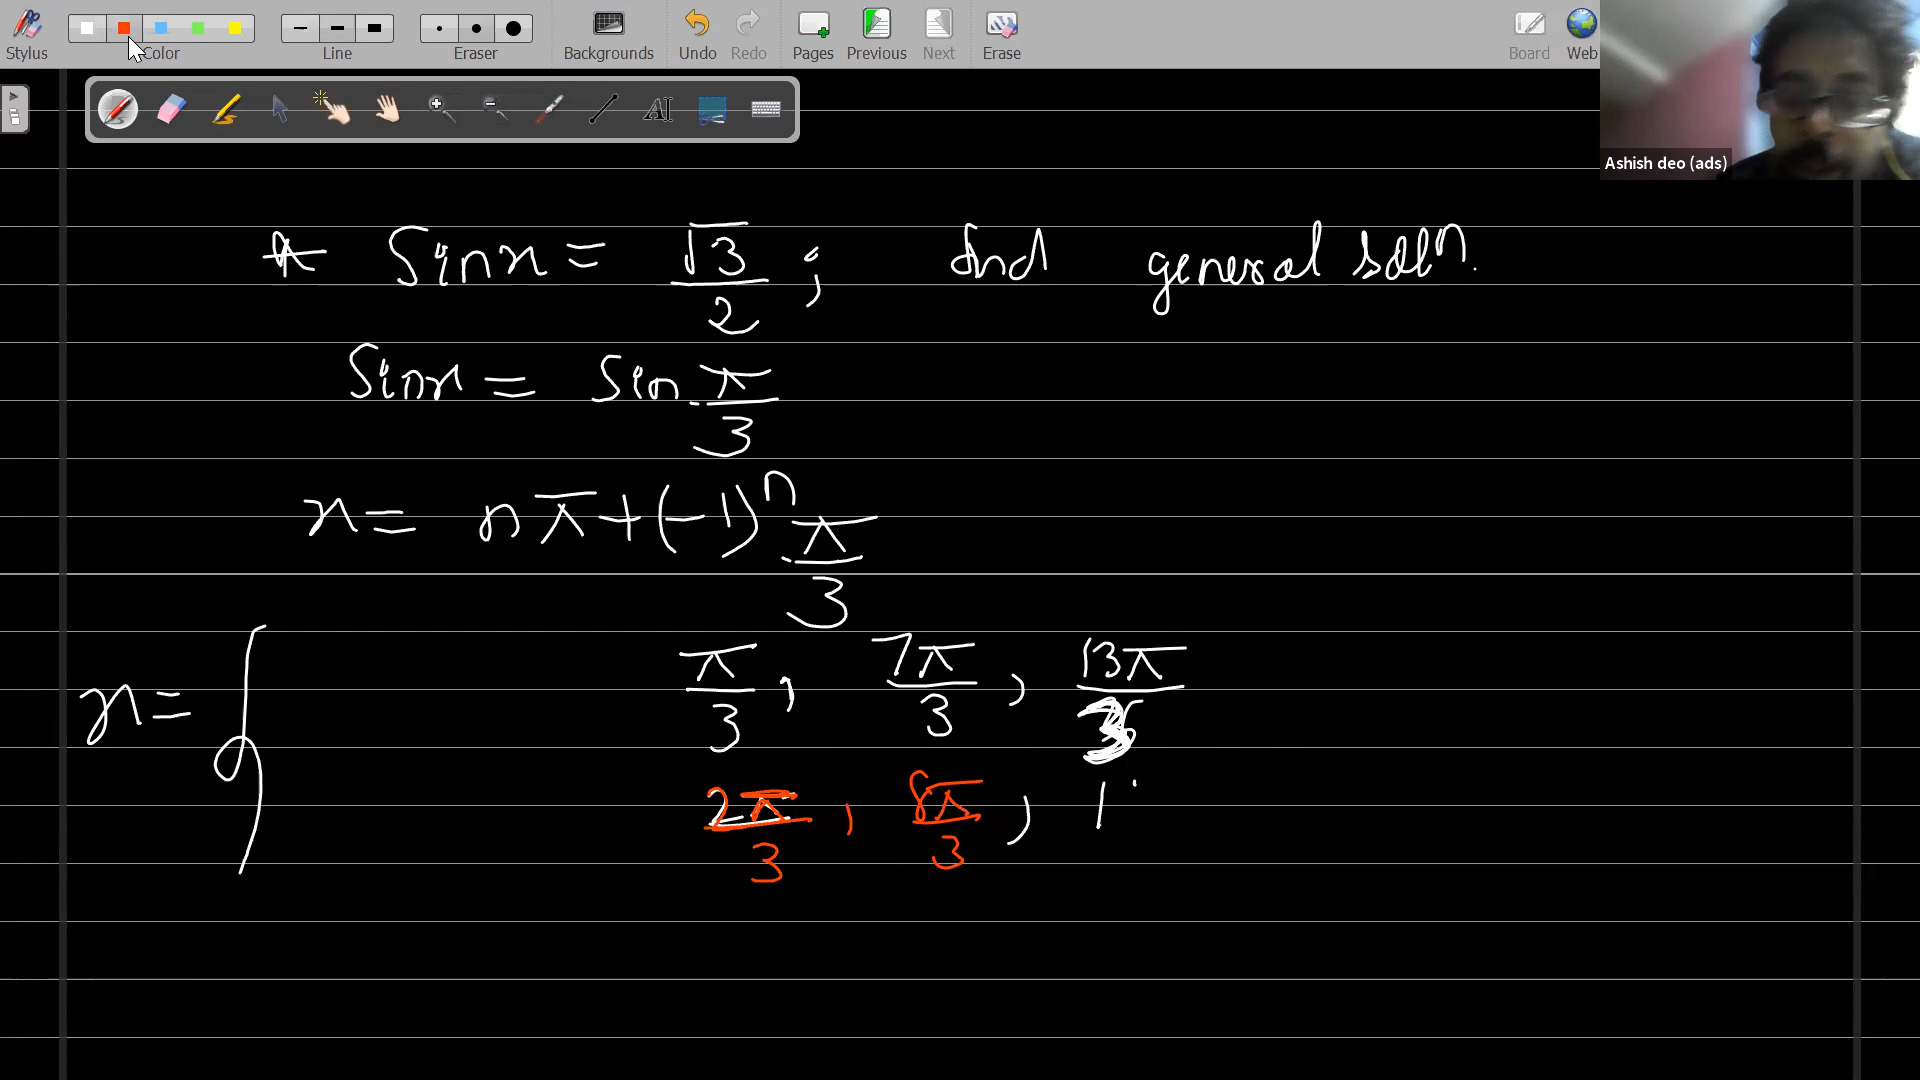 Stylus Color Line Eraser Backgrounds Undo Redo Pages Previous Next Erase Board Web
Ashish deo (ads)
* Sinx = √3/2 ; find general solⁿ.
Sinx = Sin π/3
x = nπ+(-1)ⁿ π/3
x = { π/3 , 7π/3 , 13π/3
2π/3 , 8π/3 , 1